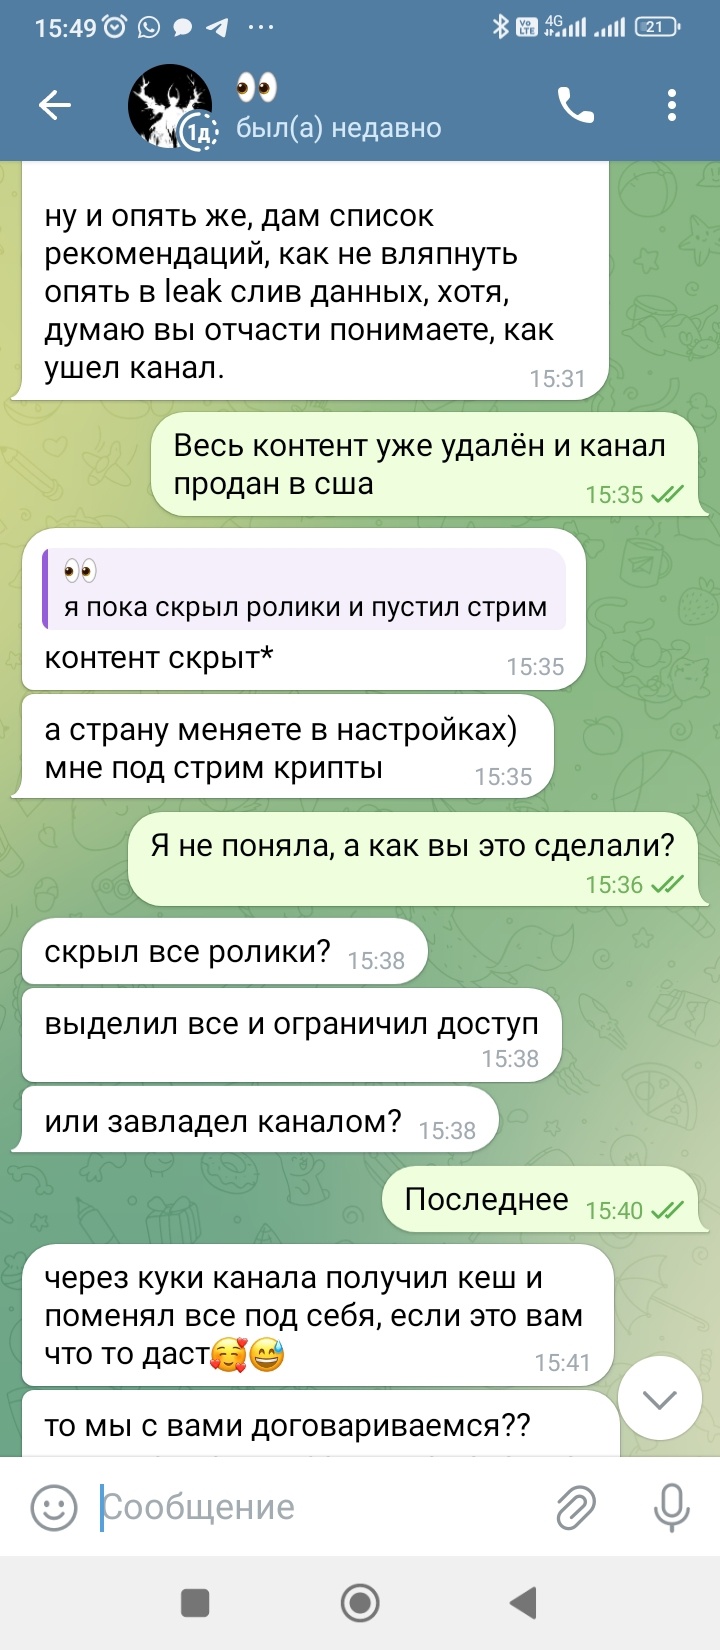 15:49
Vo LTE 4G 21
1д
был(а) недавно
ну и опять же, дам список
рекомендаций, как не вляпнуть
опять в leak слив данных, хотя,
думаю вы отчасти понимаете, как
ушел канал.
15:31
Весь контент уже удалён и канал
продан в сша
15:35
я пока скрыл ролики и пустил стрим
контент скрыт*
15:35
а страну меняете в настройках)
мне под стрим крипты
15:35
Я не поняла, а как вы это сделали?
15:36
скрыл все ролики? 15:38
выделил все и ограничил доступ
15:38
или завладел каналом? 15:38
Последнее 15:40
через куки канала получил кеш и
поменял все под себя, если это вам
что то даст🥰😅
15:41
то мы с вами договариваемся??
Сообщение